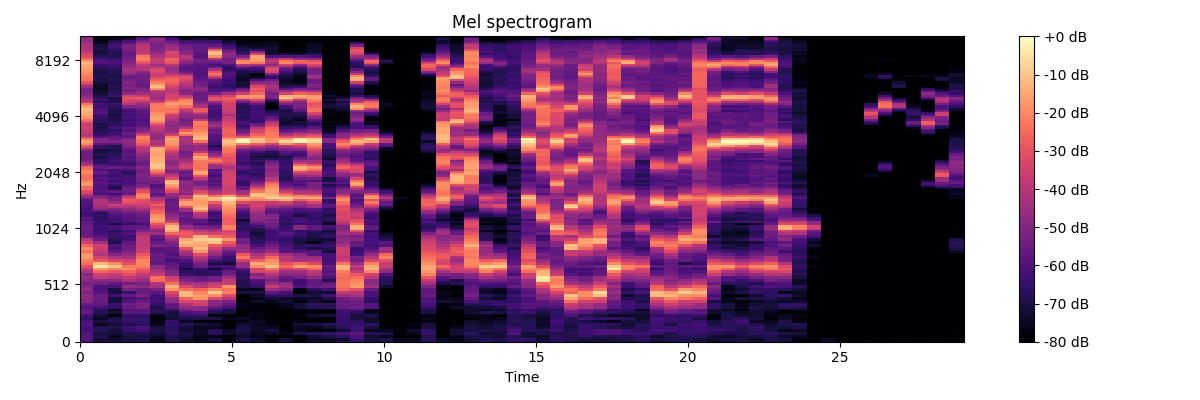 Mel spectrogram
8192
4096
2048
1024
512
0
Hz
0 5 10 15 20 25
Time
+0 dB
-10 dB
-20 dB
-30 dB
-40 dB
-50 dB
-60 dB
-70 dB
-80 dB